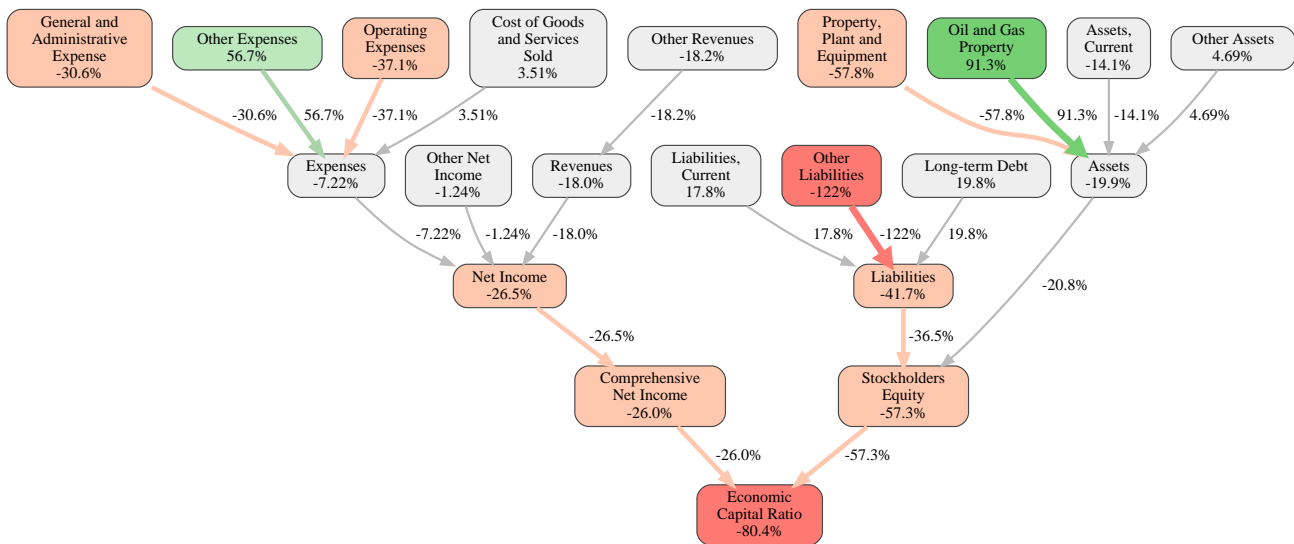 General and
Administrative
Expense
-30.6%
Other Expenses
56.7%
Operating
Expenses
-37.1%
Cost of Goods
and Services
Sold
3.51%
Other Revenues
-18.2%
Property,
Plant and
Equipment
-57.8%
Oil and Gas
Property
91.3%
Assets,
Current
-14.1%
Other Assets
4.69%
-30.6%
56.7%
-37.1%
3.51%
-18.2%
-57.8%
91.3%
-14.1%
4.69%
Expenses
-7.22%
Other Net
Income
-1.24%
Revenues
-18.0%
Liabilities,
Current
17.8%
Other
Liabilities
-122%
Long-term Debt
19.8%
Assets
-19.9%
-7.22%
-1.24%
-18.0%
17.8%
-122%
19.8%
-20.8%
Net Income
-26.5%
Liabilities
-41.7%
-26.5%
-36.5%
Comprehensive
Net Income
-26.0%
Stockholders
Equity
-57.3%
-26.0%
-57.3%
Economic
Capital Ratio
-80.4%